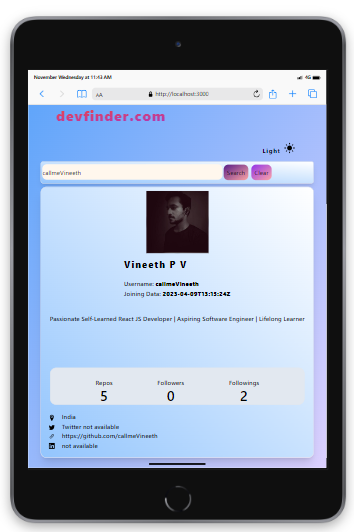 November Wednesday at 11:43 AM
4G
AA
http://localhost:3000
devfinder.com
Light
callmeVineeth
Search
Clear
Vineeth P V
Username: callmeVineeth
Joining Data: 2023-04-09T13:15:24Z
Passionate Self-Learned React JS Developer | Aspiring Software Engineer | Lifelong Learner
Repos Followers Followings
5 0 2
India
Twitter not available
https://github.com/callmeVineeth
not available